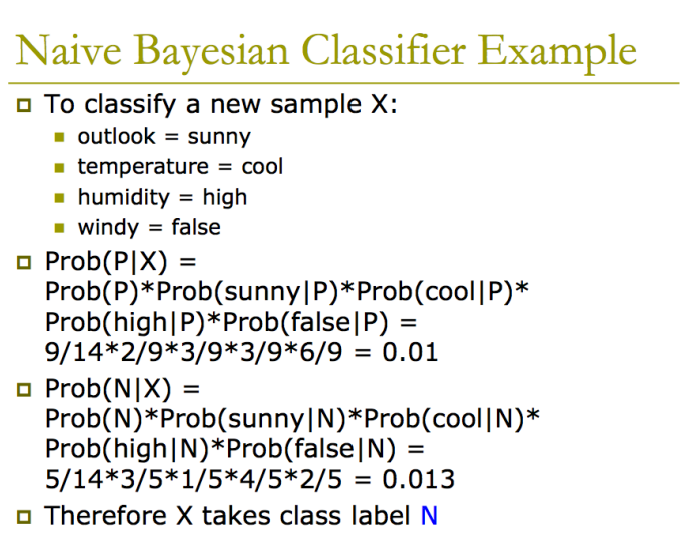 Naive Bayesian Classifier Example
To classify a new sample X:
outlook = sunny
temperature = cool
humidity = high
windy = false
Prob(P|X) =
Prob(P)*Prob(sunny|P)*Prob(cool|P)*
Prob(high|P)*Prob(false|P) =
9/14*2/9*3/9*3/9*6/9 = 0.01
Prob(N|X) =
Prob(N)*Prob(sunny|N)*Prob(cool|N)*
Prob(high|N)*Prob(false|N) =
5/14*3/5*1/5*4/5*2/5 = 0.013
Therefore X takes class label N